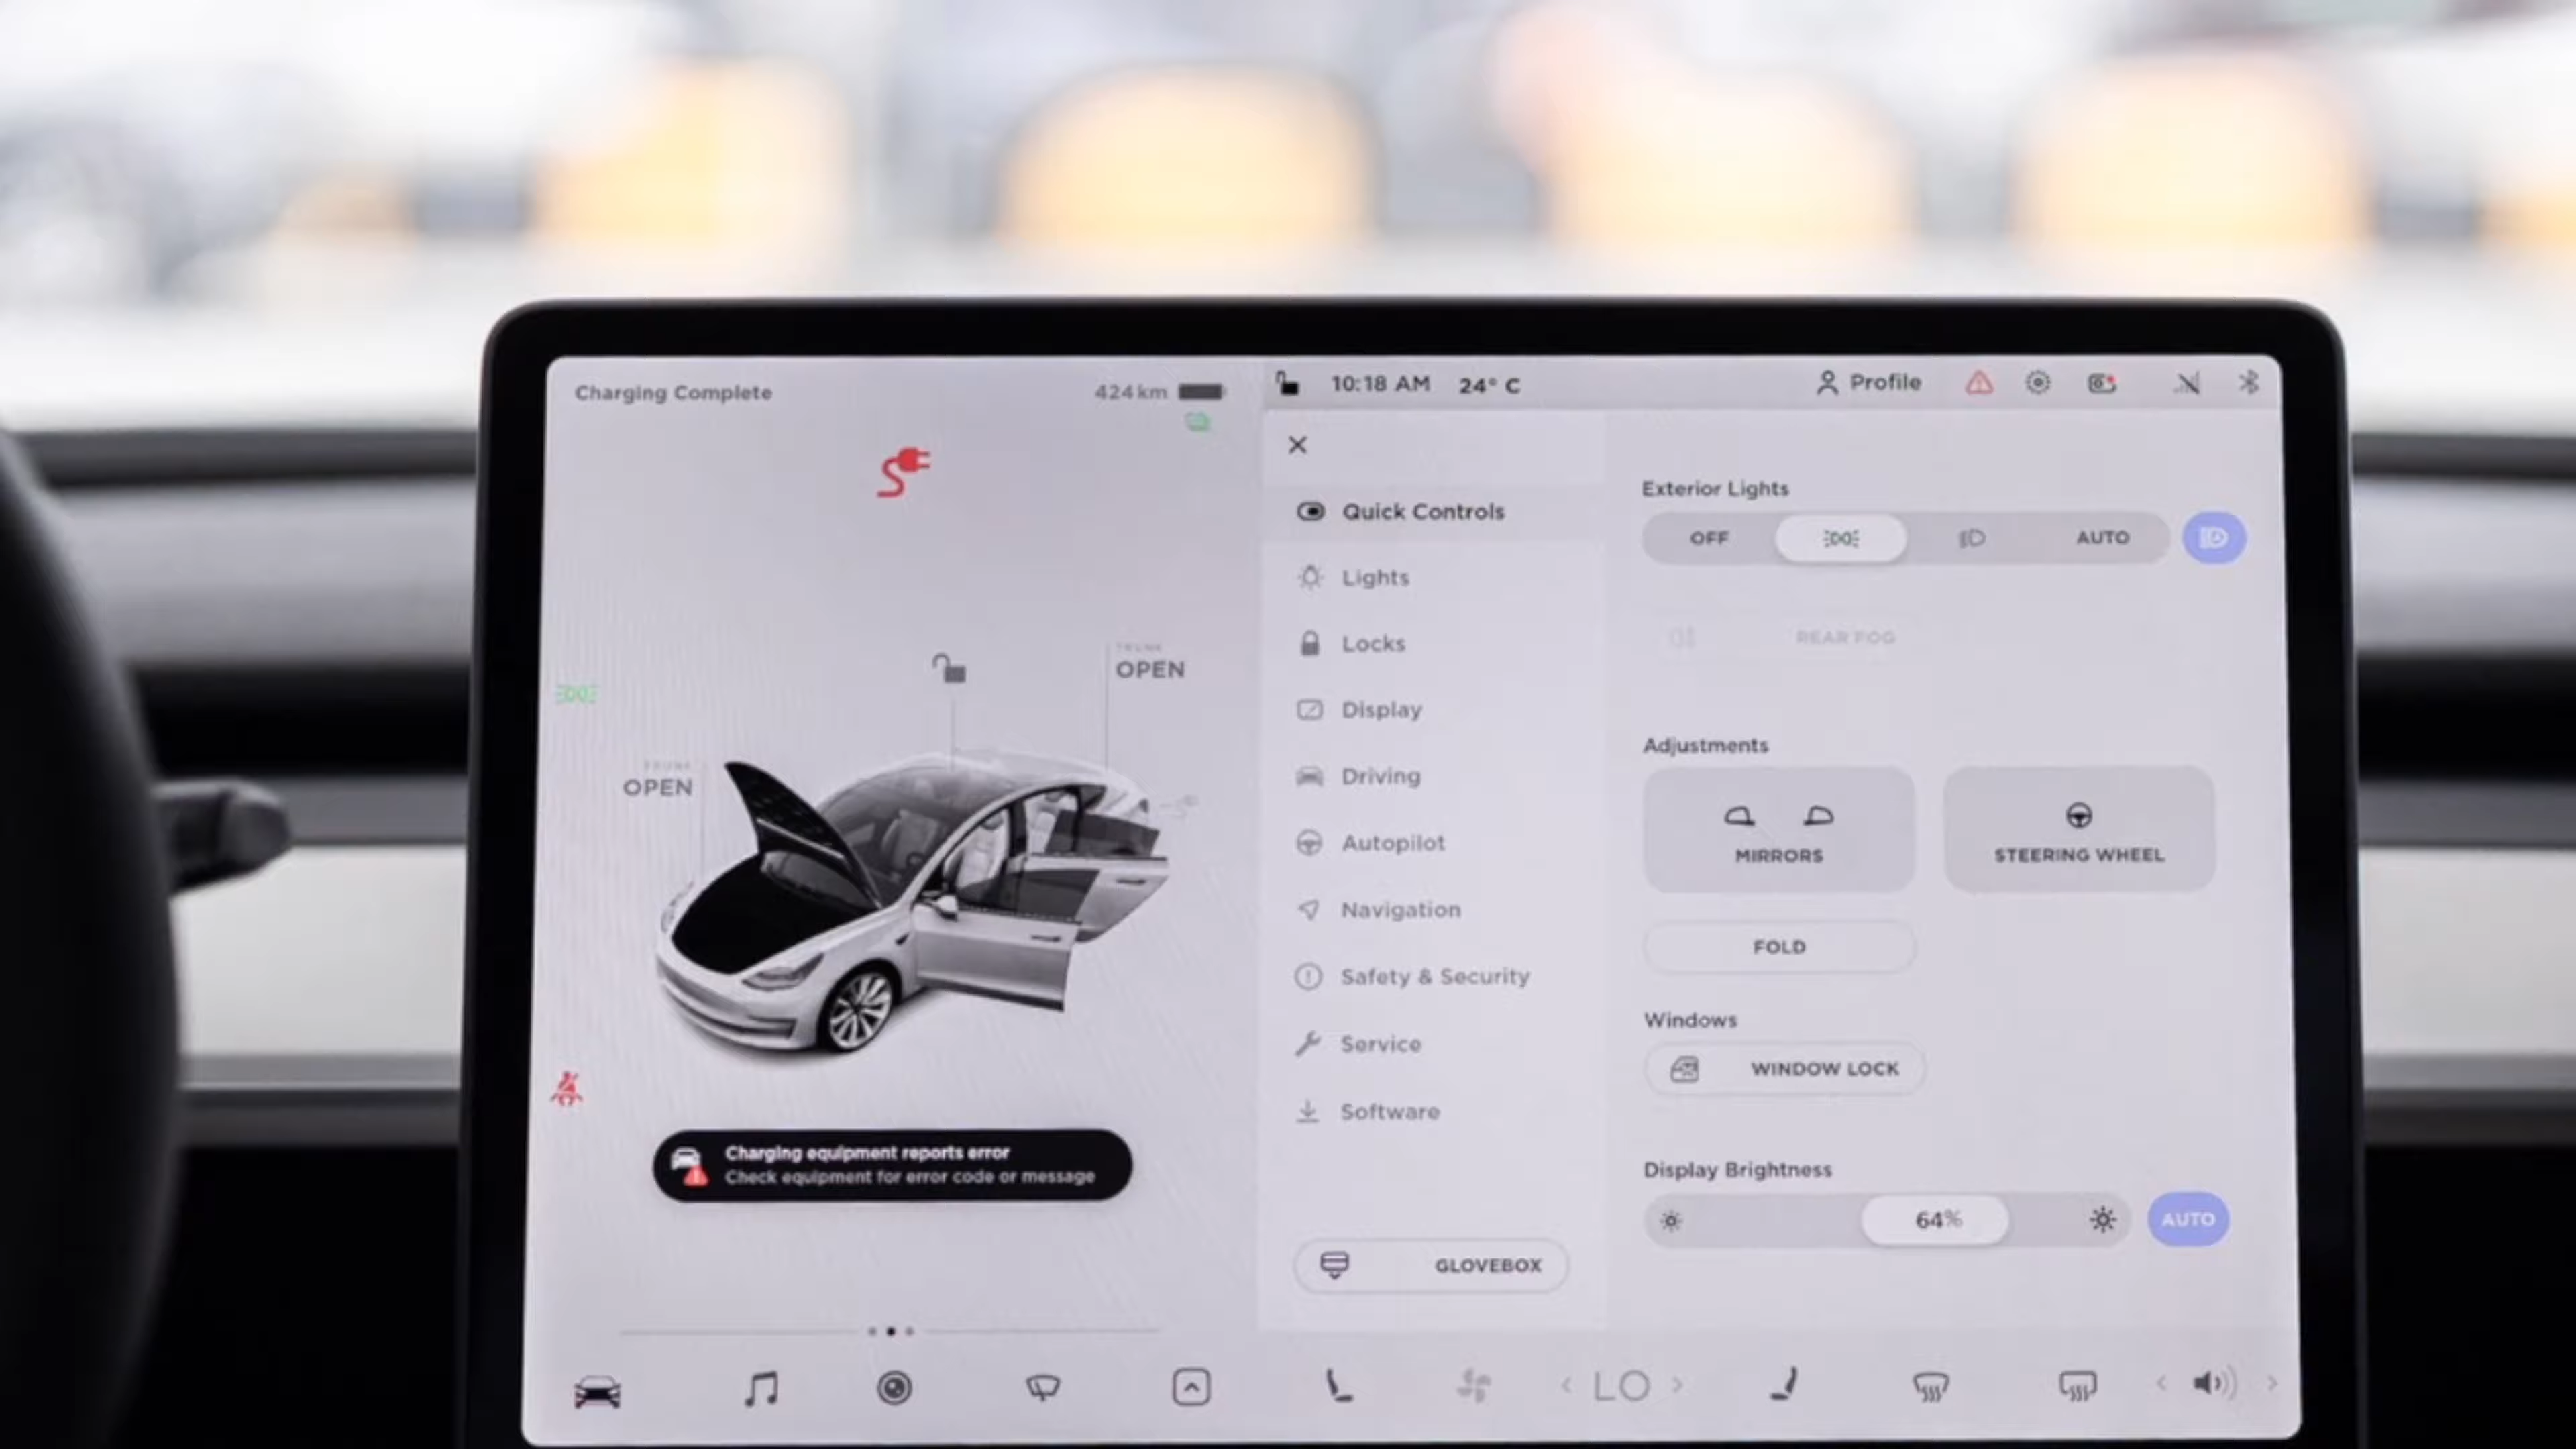 Charging Complete
424 km
10:18 AM
24° C
Profile
Quick Controls
Lights
Locks
Display
Driving
Autopilot
Navigation
Safety & Security
Service
Software
GLOVEBOX
TRUNK
OPEN
OPEN
Charging equipment reports error
Check equipment for error code or message
Exterior Lights
OFF
AUTO
REAR FOG
Adjustments
MIRRORS
STEERING WHEEL
FOLD
Windows
WINDOW LOCK
Display Brightness
64%
AUTO
LO